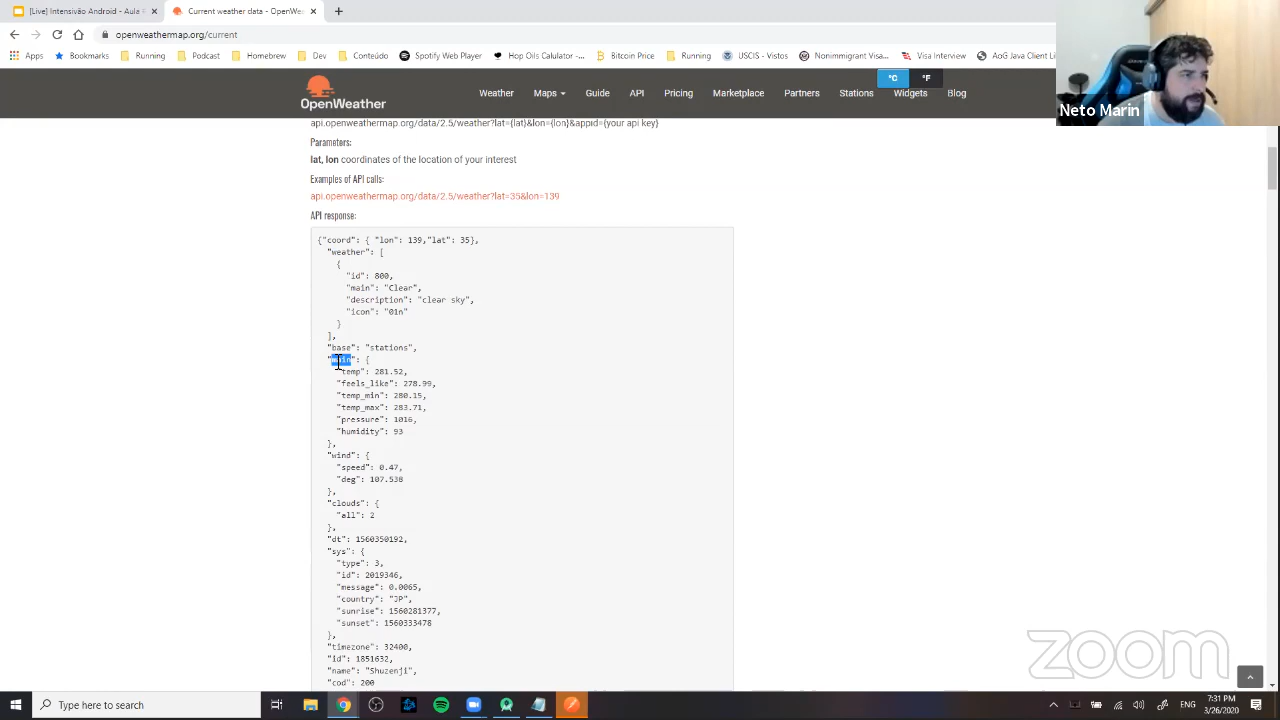 [Live] Intensivão Android - Aula
Current weather data - OpenWea
openweathermap.org/current
Apps
Bookmarks
Running
Podcast
Homebrew
Dev
Conteúdo
Spotify Web Player
Hop Oils Calculator -...
Bitcoin Price
Running
USCIS - Vistos
Nonimmigrant Visa...
Visa Interview
AoG Java Client Li
OpenWeather
Weather
Maps
Guide
API
Pricing
Marketplace
Partners
Stations
Widgets
Blog
°C
°F
Neto Marin
api.openweathermap.org/data/2.5/weather?lat={lat}&lon={lon}&appid={your api key}
Parameters:
lat, lon coordinates of the location of your interest
Examples of API calls:
api.openweathermap.org/data/2.5/weather?lat=35&lon=139
API response:
{"coord": { "lon": 139,"lat": 35},
"weather": [
{
"id": 800,
"main": "Clear",
"description": "clear sky",
"icon": "01n"
}
],
"base": "stations",
"main": {
"temp": 281.52,
"feels_like": 278.99,
"temp_min": 280.15,
"temp_max": 283.71,
"pressure": 1016,
"humidity": 93
},
"wind": {
"speed": 0.47,
"deg": 107.538
},
"clouds": {
"all": 2
},
"dt": 1560350192,
"sys": {
"type": 3,
"id": 2019346,
"message": 0.0065,
"country": "JP",
"sunrise": 1560281377,
"sunset": 1560333478
},
"timezone": 32400,
"id": 1851632,
"name": "Shuzenji",
"cod": 200
zoom
Type here to search
ENG
7:31 PM
3/26/2020